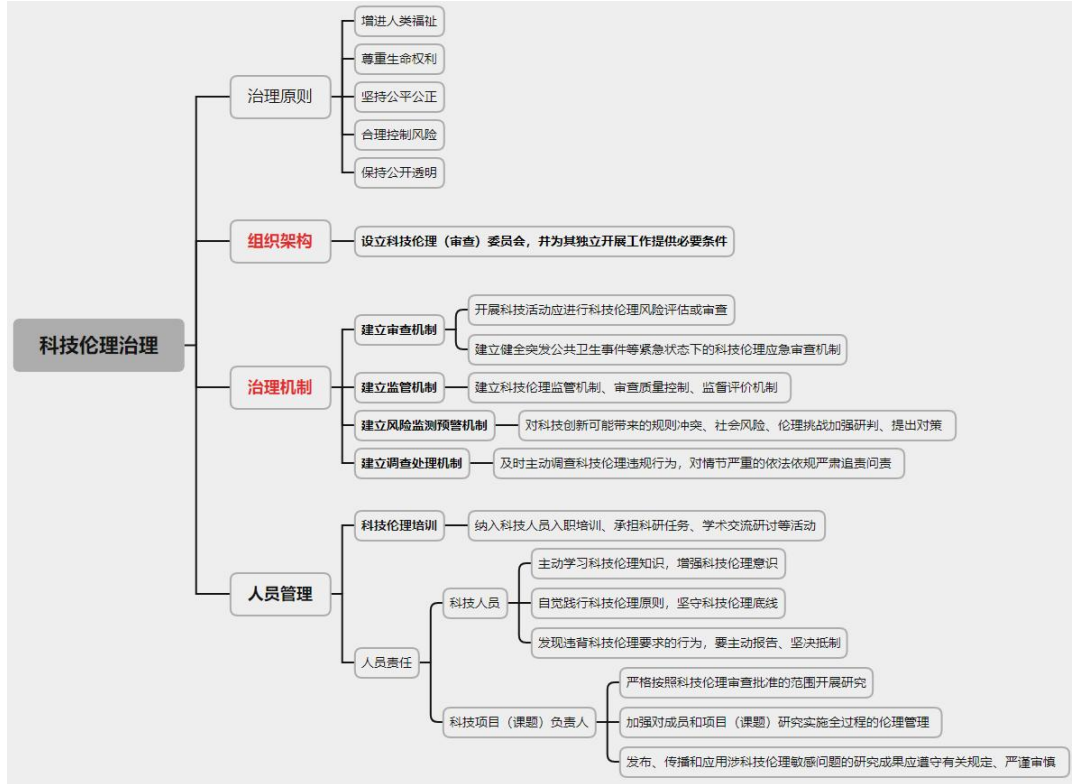 科技伦理治理
治理原则
增进人类福祉
尊重生命权利
坚持公平公正
合理控制风险
保持公开透明
组织架构
设立科技伦理（审查）委员会，并为其独立开展工作提供必要条件
治理机制
建立审查机制
开展科技活动应进行科技伦理风险评估或审查
建立健全突发公共卫生事件等紧急状态下的科技伦理应急审查机制
建立监管机制
建立科技伦理监管机制、审查质量控制、监督评价机制
建立风险监测预警机制
对科技创新可能带来的规则冲突、社会风险、伦理挑战加强研判、提出对策
建立调查处理机制
及时主动调查科技伦理违规行为，对情节严重的依法依规严肃追责问责
人员管理
科技伦理培训
纳入科技人员入职培训、承担科研任务、学术交流研讨等活动
人员责任
科技人员
主动学习科技伦理知识，增强科技伦理意识
自觉践行科技伦理原则，坚守科技伦理底线
发现违背科技伦理要求的行为，要主动报告、坚决抵制
科技项目（课题）负责人
严格按照科技伦理审查批准的范围开展研究
加强对成员和项目（课题）研究实施全过程的伦理管理
发布、传播和应用涉科技伦理敏感问题的研究成果应遵守有关规定、严谨审慎